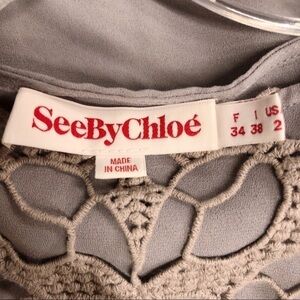 SeeByChloé
F I US
34 38 2
MADE
IN CHINA